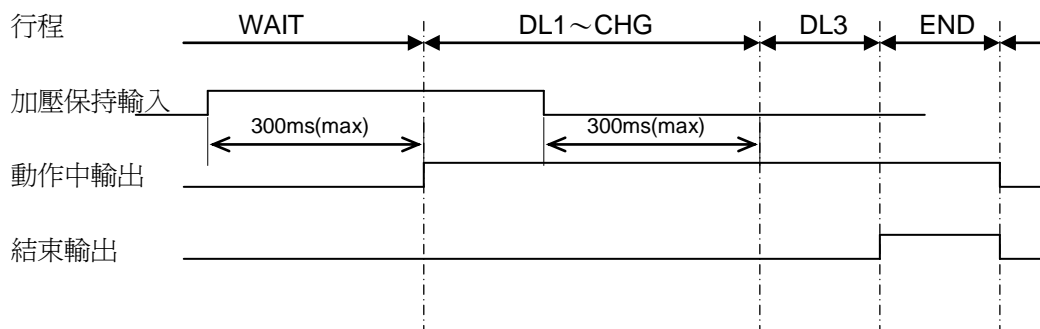 行程 WAIT DL1～CHG DL3 END
加壓保持輸入
300ms(max) 300ms(max)
動作中輸出
結束輸出